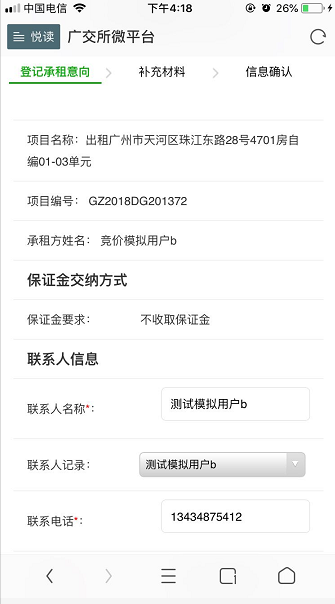 中国电信 下午4:18 26%
悦读 广交所微平台
登记承租意向 补充材料 信息确认
项目名称：出租广州市天河区珠江东路28号4701房自
编01-03单元
项目编号： GZ2018DG201372
承租方姓名： 竞价模拟用户b
保证金交纳方式
保证金要求： 不收取保证金
联系人信息
联系人名称*： 测试模拟用户b
联系人记录： 测试模拟用户b
联系电话*： 13434875412